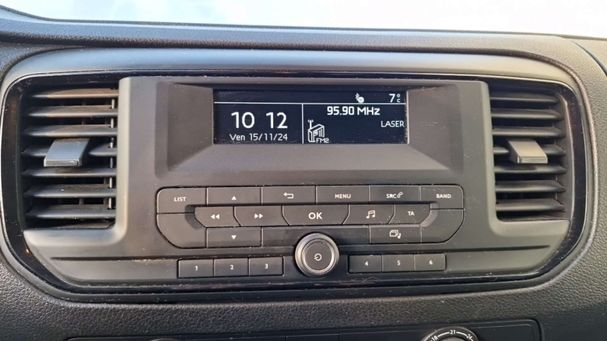 7°C
95.90 MHz
10 12
LASER
FM2
Ven 15/11/24
LIST
MENU
SRC
BAND
OK
TA
1 2 3 4 5 6